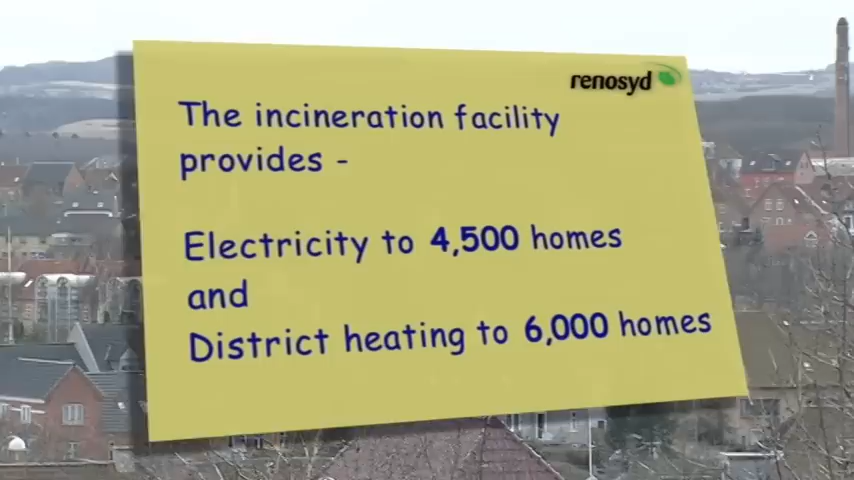 renosyd
The incineration facility
provides -
Electricity to 4,500 homes
and
District heating to 6,000 homes